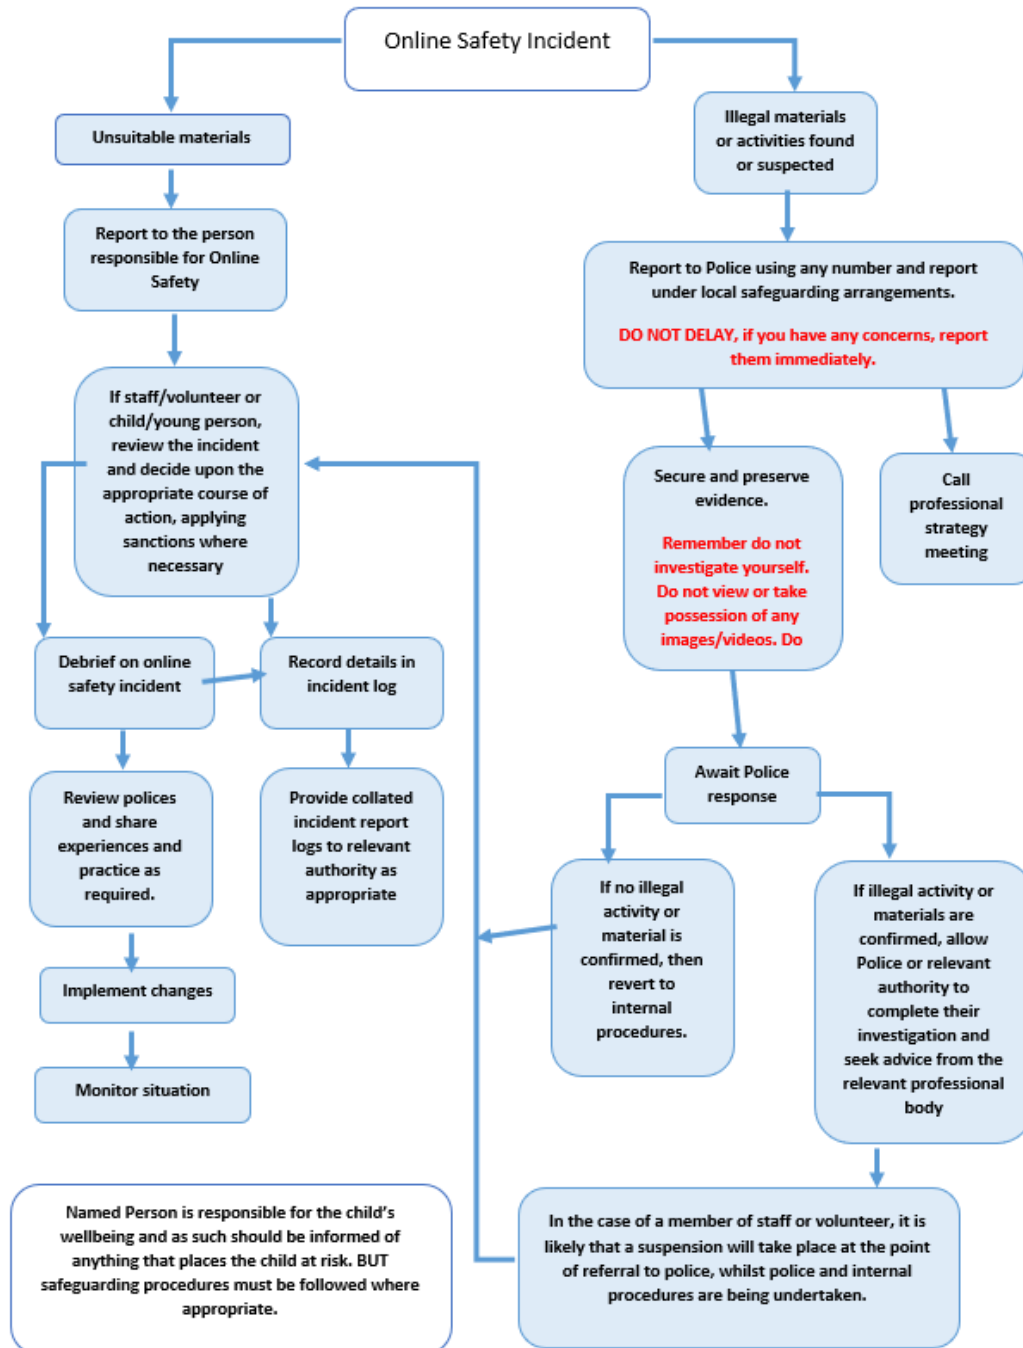 Online Safety Incident
Unsuitable materials
Illegal materials
or activities found
or suspected
Report to the person
responsible for Online
Safety
Report to Police using any number and report
under local safeguarding arrangements.
DO NOT DELAY, if you have any concerns, report
them immediately.
If staff/volunteer or
child/young person,
review the incident
and decide upon the
appropriate course of
action, applying
sanctions where
necessary
Secure and preserve
evidence.
Remember do not
investigate yourself.
Do not view or take
possession of any
images/videos. Do
Call
professional
strategy
meeting
Debrief on online
safety incident
Record details in
incident log
Await Police
response
Review polices
and share
experiences and
practice as
required.
Provide collated
incident report
logs to relevant
authority as
appropriate
If no illegal
activity or
material is
confirmed, then
revert to
internal
procedures.
If illegal activity or
materials are
confirmed, allow
Police or relevant
authority to
complete their
investigation and
seek advice from the
relevant professional
body
Implement changes
Monitor situation
Named Person is responsible for the child's
wellbeing and as such should be informed of
anything that places the child at risk. BUT
safeguarding procedures must be followed where
appropriate.
In the case of a member of staff or volunteer, it is
likely that a suspension will take place at the point
of referral to police, whilst police and internal
procedures are being undertaken.